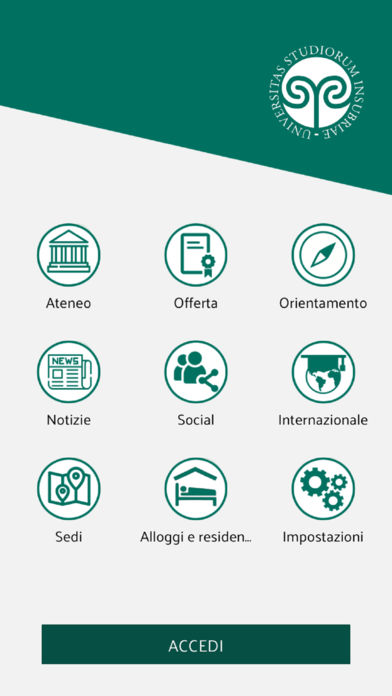 UNIVERSITAS STUDIORUM INSUBRIAE -
Ateneo
Offerta
Orientamento
NEWS
Notizie
Social
Internazionale
Sedi
Alloggi e residen...
Impostazioni
ACCEDI